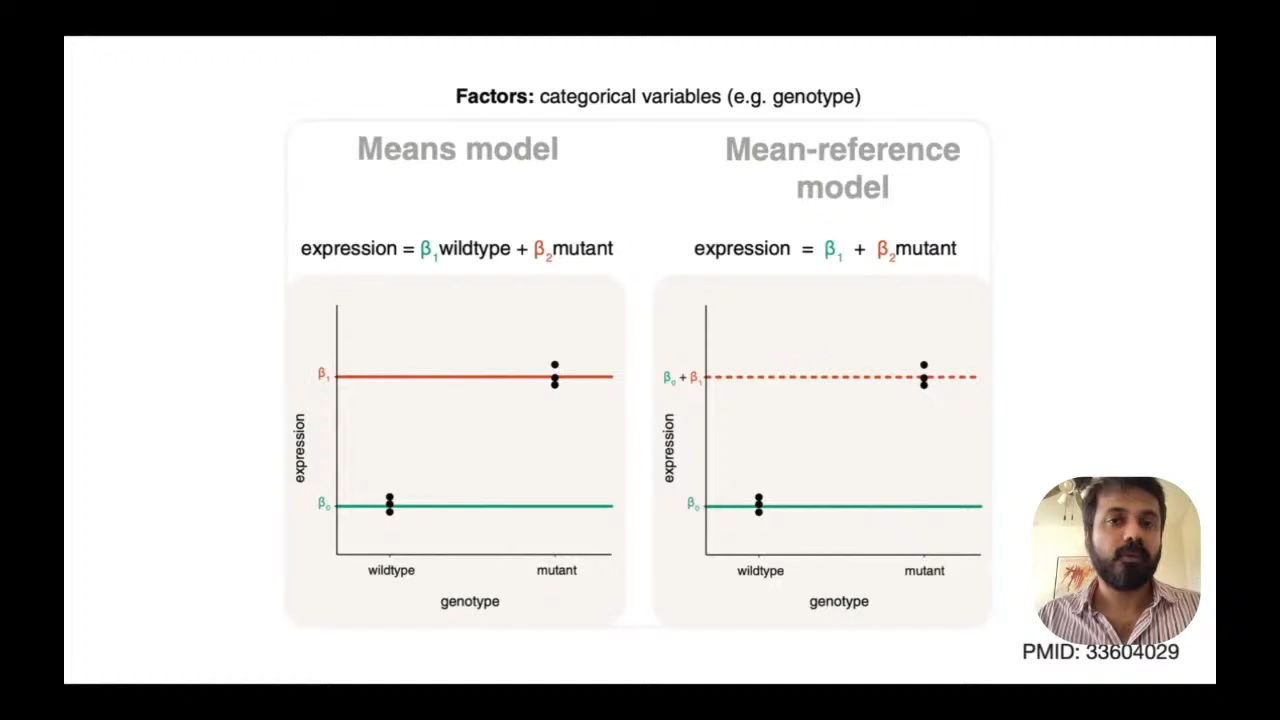 Factors: categorical variables (e.g. genotype)
Means model
expression = β₁wildtype + β₂mutant
β₁
β₀
expression
wildtype mutant
genotype
Mean-reference
model
expression = β₁ + β₂mutant
β₀ + β₁
β₀
expression
wildtype mutant
genotype
PMID: 33604029